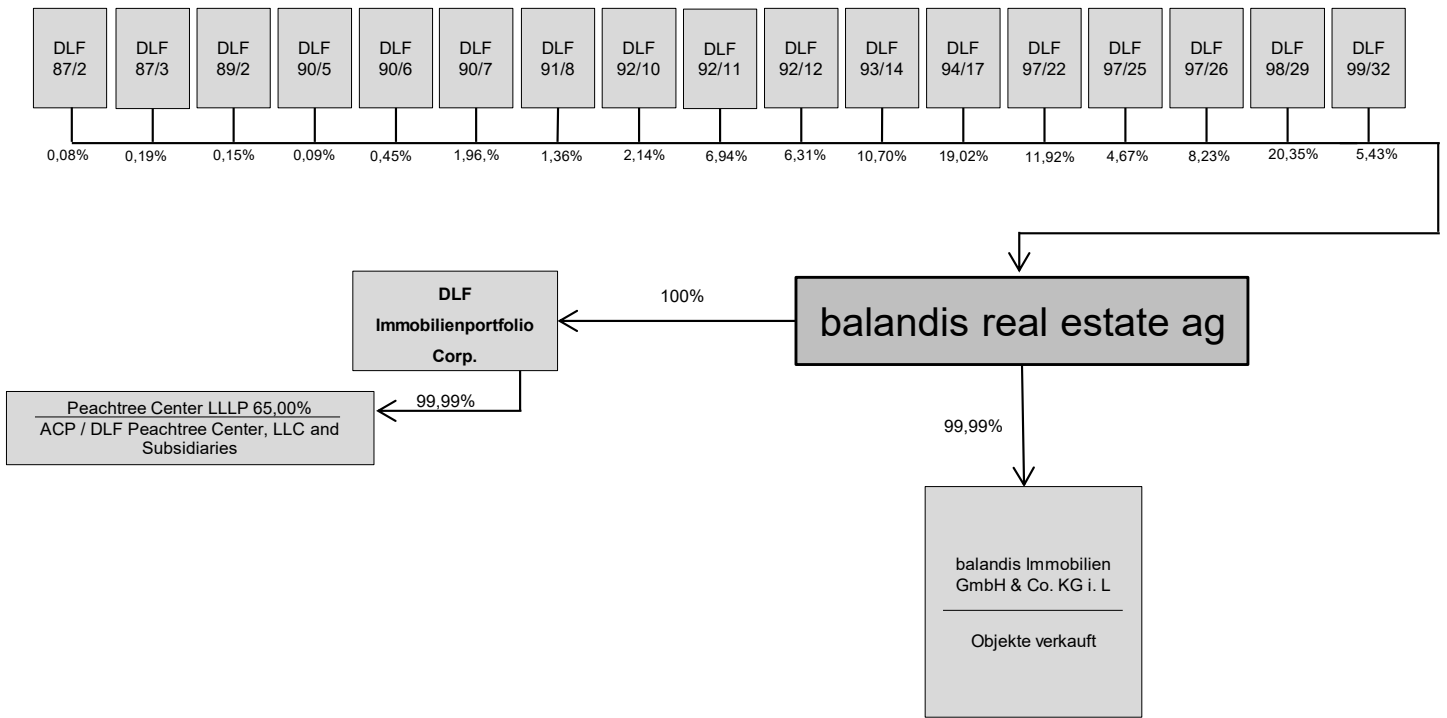 DLF
87/2
DLF
87/3
DLF
89/2
DLF
90/5
DLF
90/6
DLF
90/7
DLF
91/8
DLF
92/10
DLF
92/11
DLF
92/12
DLF
93/14
DLF
94/17
DLF
97/22
DLF
97/25
DLF
97/26
DLF
98/29
DLF
99/32
0,08%
0,19%
0,15%
0,09%
0,45%
1,96,%
1,36%
2,14%
6,94%
6,31%
10,70%
19,02%
11,92%
4,67%
8,23%
20,35%
5,43%
DLF
Immobilienportfolio
Corp.
100%
balandis real estate ag
Peachtree Center LLLP 65,00%
ACP / DLF Peachtree Center, LLC and
Subsidiaries
99,99%
99,99%
balandis Immobilien
GmbH & Co. KG i. L
Objekte verkauft